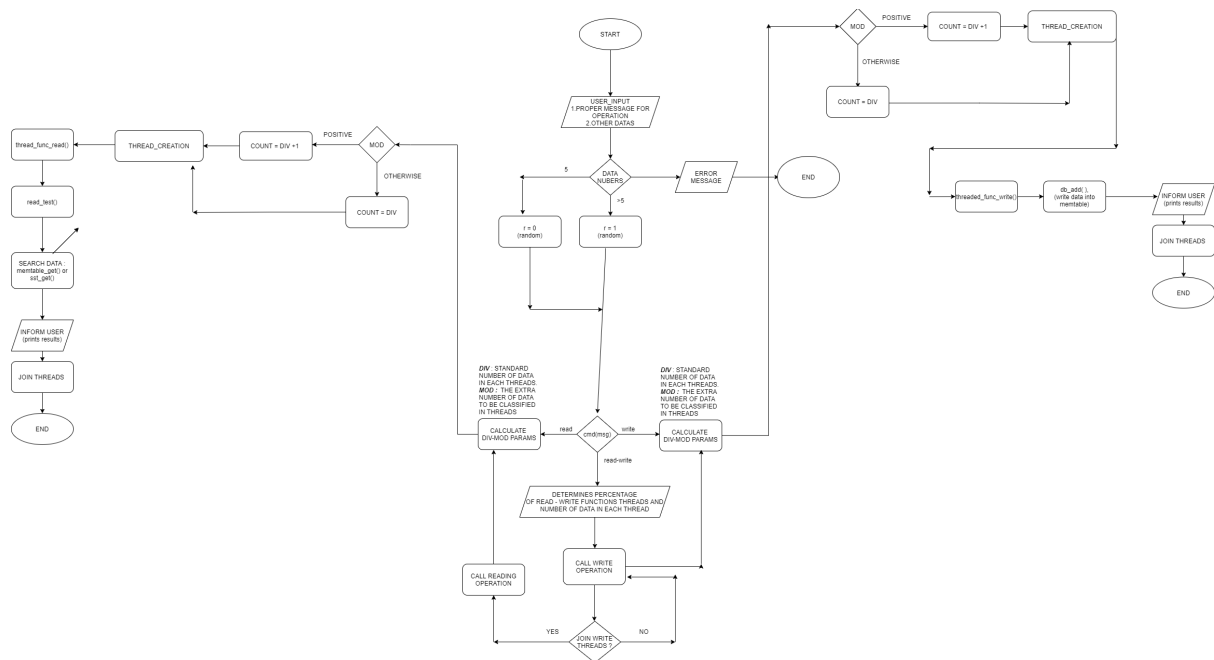 START
USER_INPUT
1.PROPER MESSAGE FOR
OPERATION
2.OTHER DATAS
DATA
NUBERS
5
>5
ERROR
MESSAGE
END
r = 0
(random)
r = 1
(random)
MOD
POSITIVE
COUNT = DIV +1
THREAD_CREATION
OTHERWISE
COUNT = DIV
threaded_func_write()
db_add( ),
(write data into
memtable)
INFORM USER
(prints results)
JOIN THREADS
END
MOD
POSITIVE
COUNT = DIV +1
THREAD_CREATION
thread_func_read()
OTHERWISE
COUNT = DIV
read_test()
SEARCH DATA :
memtable_get() or
sst_get()
INFORM USER
(prints results)
JOIN THREADS
END
DIV : STANDARD
NUMBER OF DATA
IN EACH THREADS.
MOD : THE EXTRA
NUMBER OF DATA
TO BE CLASSIFIED
IN THREADS
CALCULATE
DIV-MOD PARAMS
read
cmd(msg)
write
read-write
DIV : STANDARD
NUMBER OF DATA
IN EACH THREADS.
MOD : THE EXTRA
NUMBER OF DATA
TO BE CLASSIFIED
IN THREADS
CALCULATE
DIV-MOD PARAMS
DETERMINES PERCENTAGE
OF READ - WRITE FUNCTIONS THREADS AND
NUMBER OF DATA IN EACH THREAD
CALL WRITE
OPERATION
CALL READING
OPERATION
YES
JOIN WRITE
THREADS ?
NO